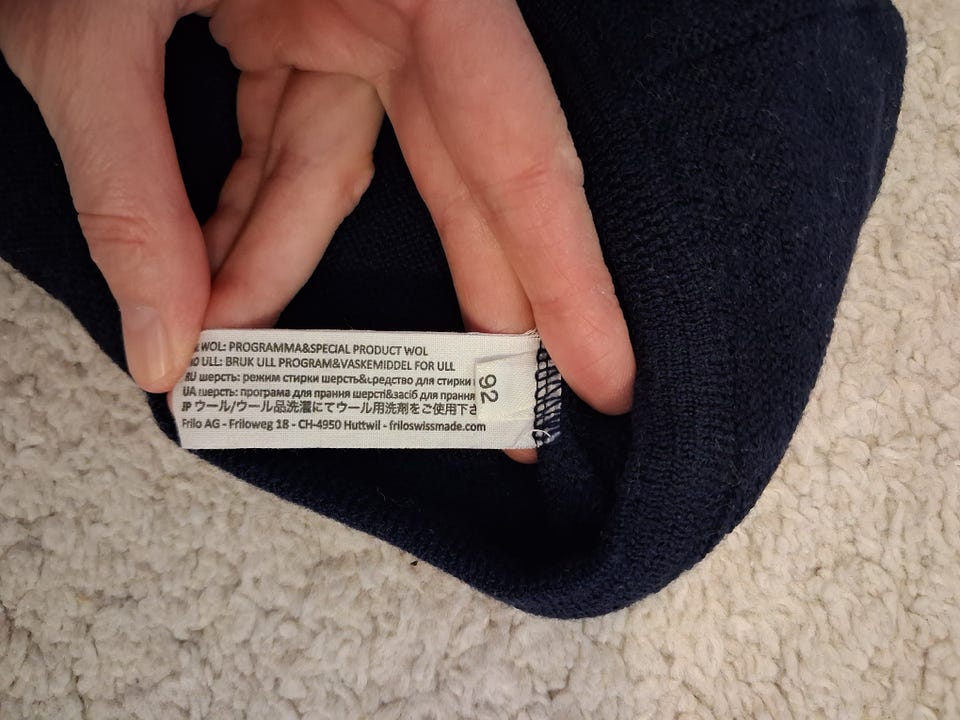 WOL: PROGRAMMA&SPECIAL PRODUCT WOL
ULL: BRUK ULL PROGRAM&VASKEMIDDEL FOR ULL
RU шерсть: режим стирки шерсть&средство для стирки
UA шерсть: програма для прання шерсті&засіб для прання
JP ウール/ウール品洗濯にてウール用洗剤をご使用下さ
Frilo AG - Friloweg 18 - CH-4950 Huttwil - friloswissmade.com
92